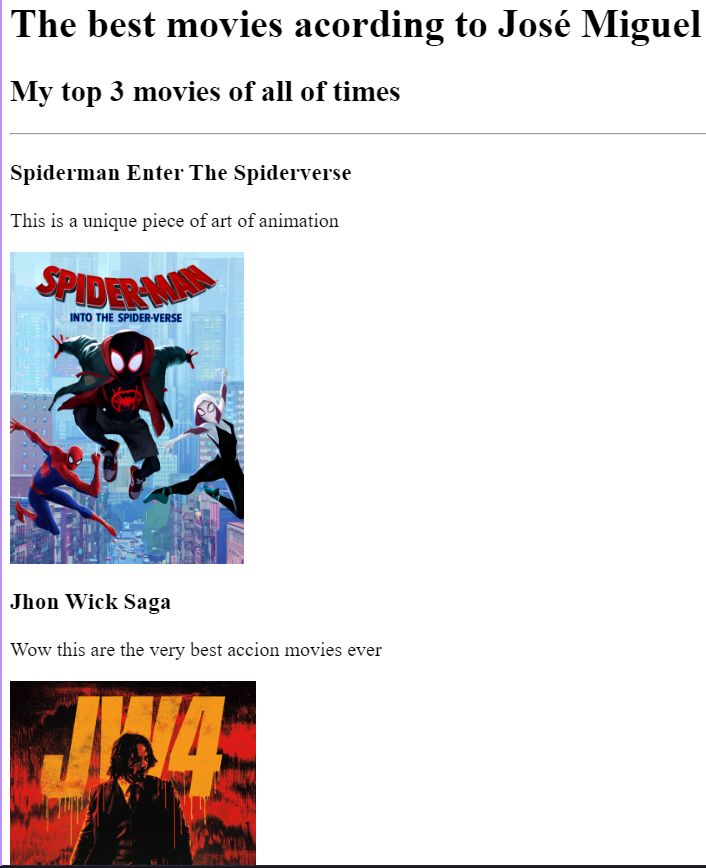 The best movies acording to José Miguel
My top 3 movies of all of times
Spiderman Enter The Spiderverse
This is a unique piece of art of animation
SPIDER-MAN
INTO THE SPIDER-VERSE
Jhon Wick Saga
Wow this are the very best accion movies ever
JW4